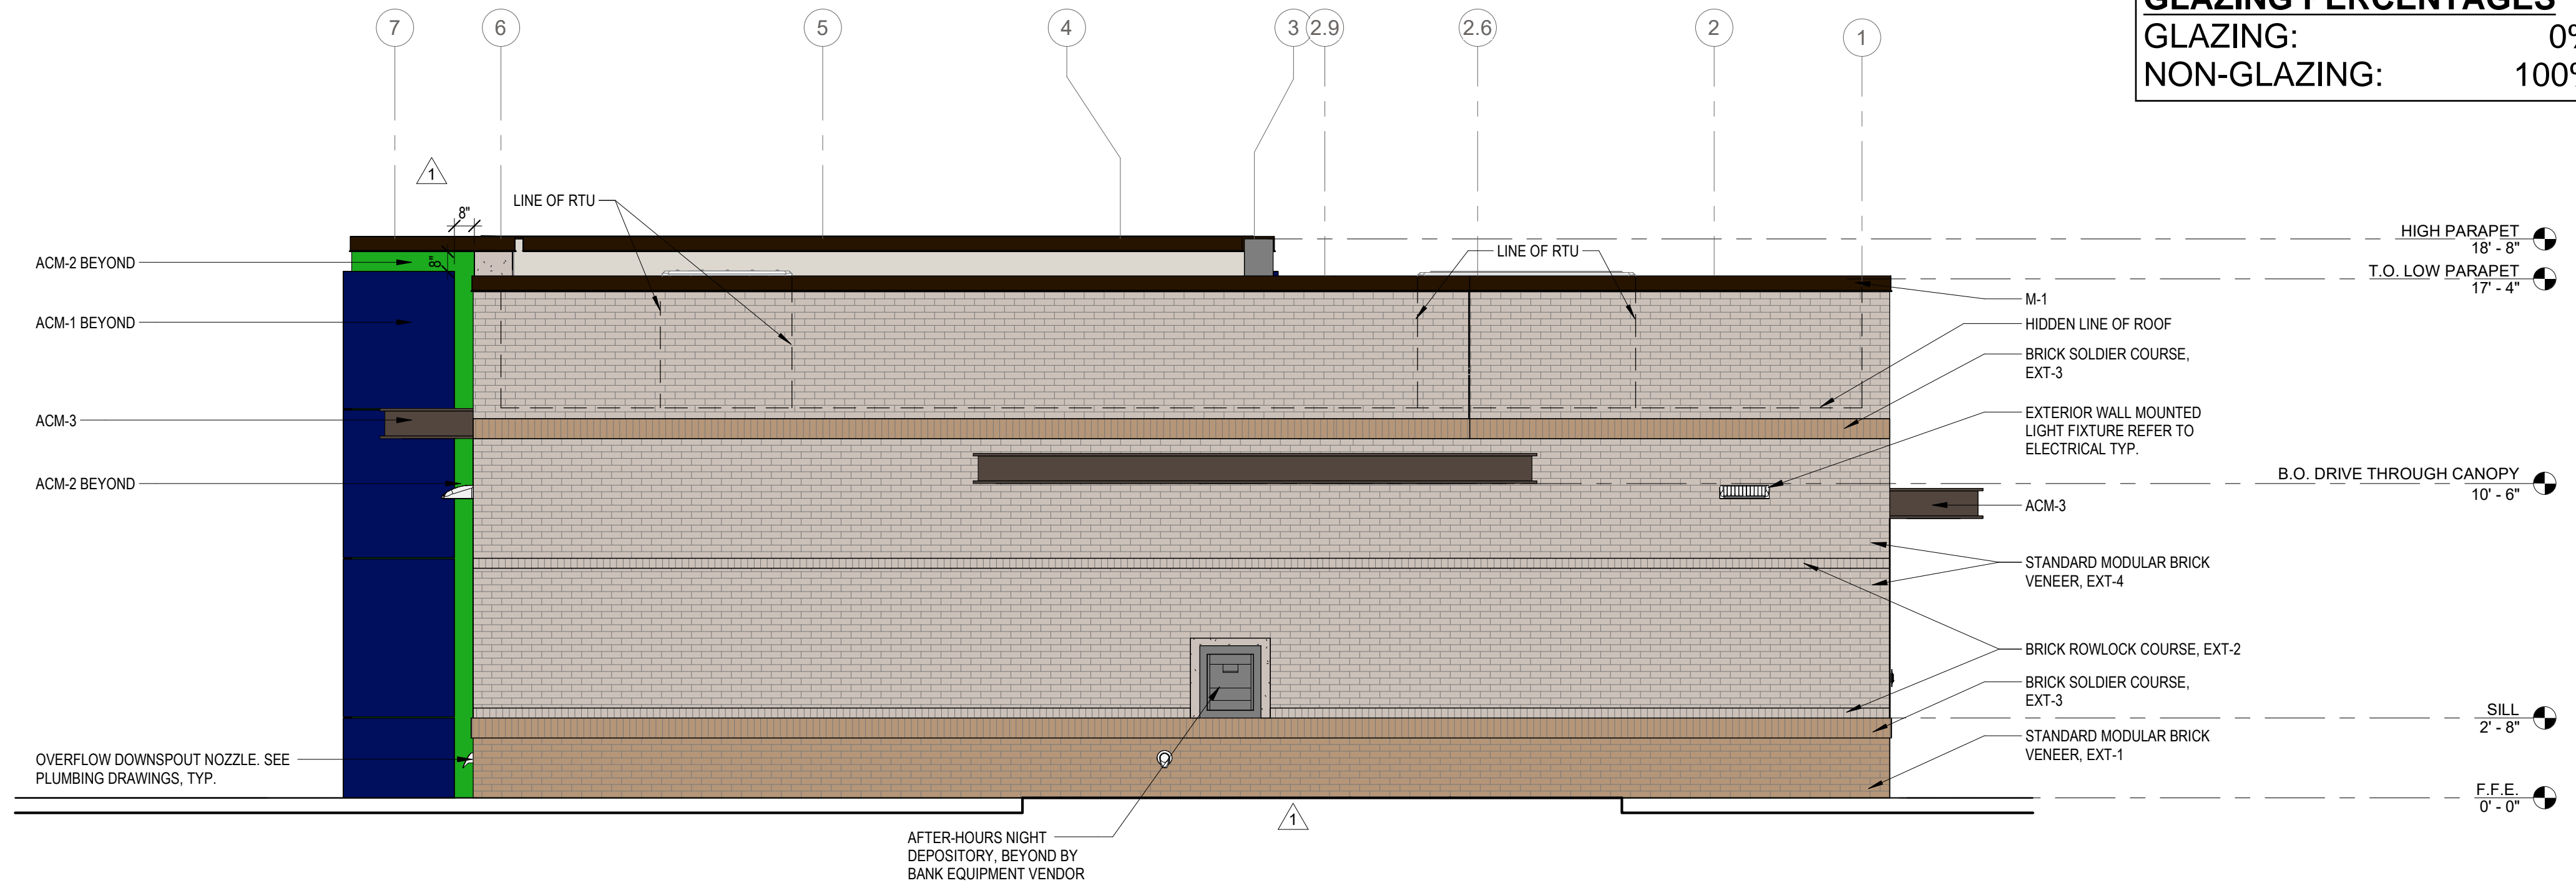 GLAZING PERCENTAGES
GLAZING: 0%
NON-GLAZING: 100%
7 6 5 4 3 2.9 2.6 2 1
1
8"
8"
LINE OF RTU
LINE OF RTU
ACM-2 BEYOND
ACM-1 BEYOND
ACM-3
ACM-2 BEYOND
OVERFLOW DOWNSPOUT NOZZLE. SEE
PLUMBING DRAWINGS, TYP.
AFTER-HOURS NIGHT
DEPOSITORY, BEYOND BY
BANK EQUIPMENT VENDOR
1
M-1
HIDDEN LINE OF ROOF
BRICK SOLDIER COURSE,
EXT-3
EXTERIOR WALL MOUNTED
LIGHT FIXTURE REFER TO
ELECTRICAL TYP.
ACM-3
STANDARD MODULAR BRICK
VENEER, EXT-4
BRICK ROWLOCK COURSE, EXT-2
BRICK SOLDIER COURSE,
EXT-3
STANDARD MODULAR BRICK
VENEER, EXT-1
HIGH PARAPET
18' - 8"
T.O. LOW PARAPET
17' - 4"
B.O. DRIVE THROUGH CANOPY
10' - 6"
SILL
2' - 8"
F.F.E.
0' - 0"